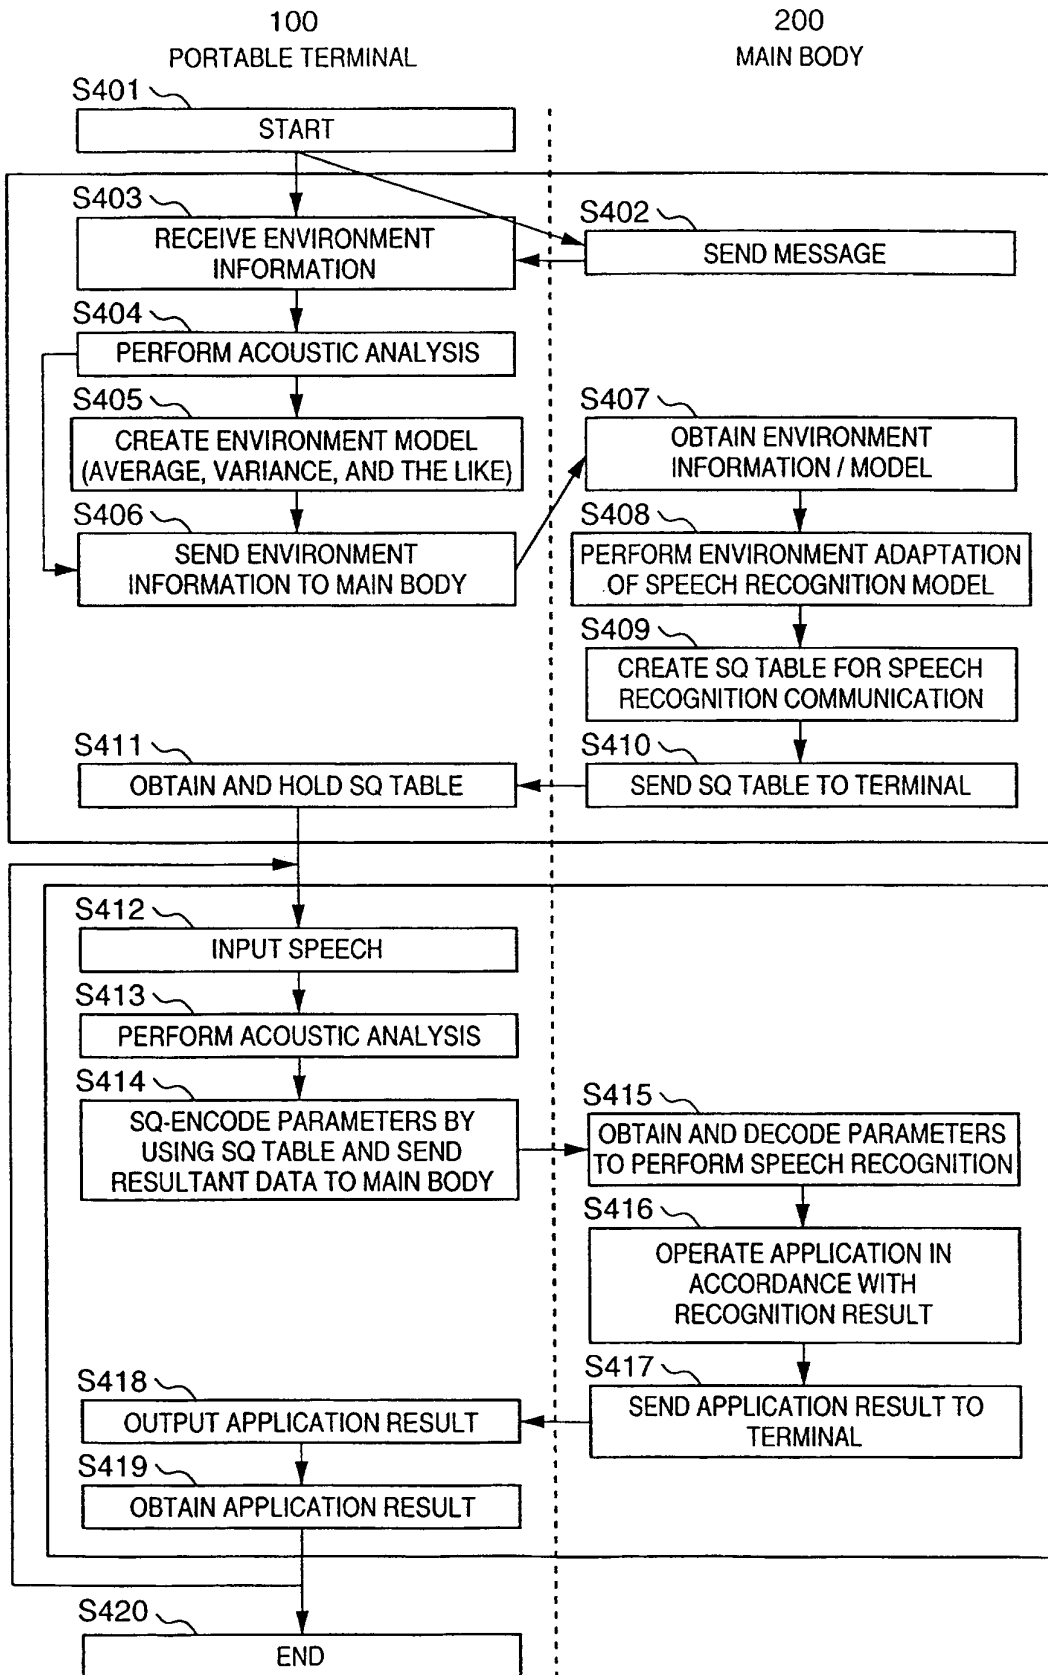 100
PORTABLE TERMINAL
200
MAIN BODY
S401
START
S403
RECEIVE ENVIRONMENT
INFORMATION
S402
SEND MESSAGE
S404
PERFORM ACOUSTIC ANALYSIS
S405
CREATE ENVIRONMENT MODEL
(AVERAGE, VARIANCE, AND THE LIKE)
S406
SEND ENVIRONMENT
INFORMATION TO MAIN BODY
S407
OBTAIN ENVIRONMENT
INFORMATION / MODEL
S408
PERFORM ENVIRONMENT ADAPTATION
OF SPEECH RECOGNITION MODEL
S409
CREATE SQ TABLE FOR SPEECH
RECOGNITION COMMUNICATION
S410
SEND SQ TABLE TO TERMINAL
S411
OBTAIN AND HOLD SQ TABLE
S412
INPUT SPEECH
S413
PERFORM ACOUSTIC ANALYSIS
S414
SQ-ENCODE PARAMETERS BY
USING SQ TABLE AND SEND
RESULTANT DATA TO MAIN BODY
S415
OBTAIN AND DECODE PARAMETERS
TO PERFORM SPEECH RECOGNITION
S416
OPERATE APPLICATION IN
ACCORDANCE WITH
RECOGNITION RESULT
S417
SEND APPLICATION RESULT TO
TERMINAL
S418
OUTPUT APPLICATION RESULT
S419
OBTAIN APPLICATION RESULT
S420
END